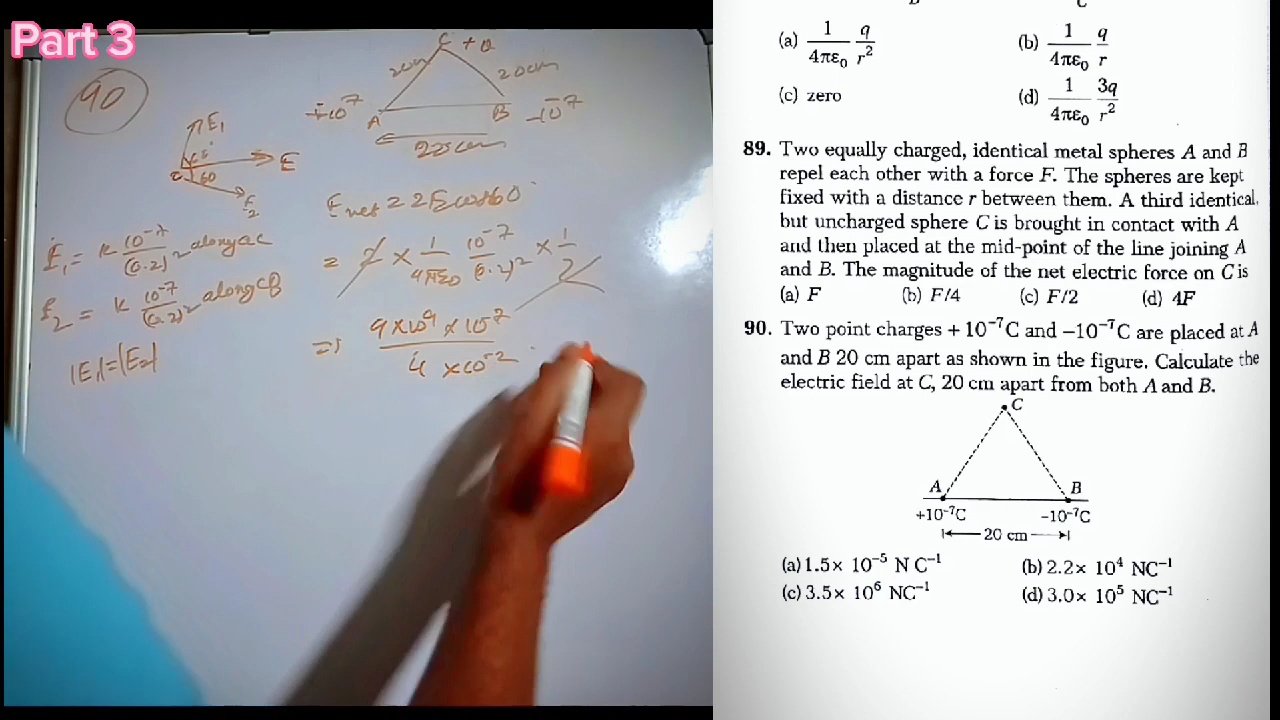 Part 3
90
C + Q
20cm
20cm
A
B
-10^-7
20cm
E1
E
60
E2
E net = 2E cos 60°
E1 = k 10^-7 / (0.2)^2 along AC
= 2 × 1/4πε0 10^-7/(0.2)^2 × 1/2
E2 = k 10^-7 / (0.2)^2 along CB
⇒ 9×10^9 × 10^-7 / 4 ×10^-2
|E1|=|E2|
C
(a) 1/4πε₀ q/r²
(b) 1/4πε₀ q/r
(c) zero
(d) 1/4πε₀ 3q/r²
89. Two equally charged, identical metal spheres A and B
repel each other with a force F. The spheres are kept
fixed with a distance r between them. A third identical,
but uncharged sphere C is brought in contact with A
and then placed at the mid-point of the line joining A
and B. The magnitude of the net electric force on C is
(a) F (b) F/4 (c) F/2 (d) 4F
90. Two point charges + 10⁻⁷C and −10⁻⁷C are placed at A
and B 20 cm apart as shown in the figure. Calculate the
electric field at C, 20 cm apart from both A and B.
C
A
B
+10⁻⁷C
−10⁻⁷C
20 cm
(a) 1.5× 10⁻⁵ N C⁻¹ (b) 2.2× 10⁴ NC⁻¹
(c) 3.5× 10⁶ NC⁻¹ (d) 3.0× 10⁵ NC⁻¹